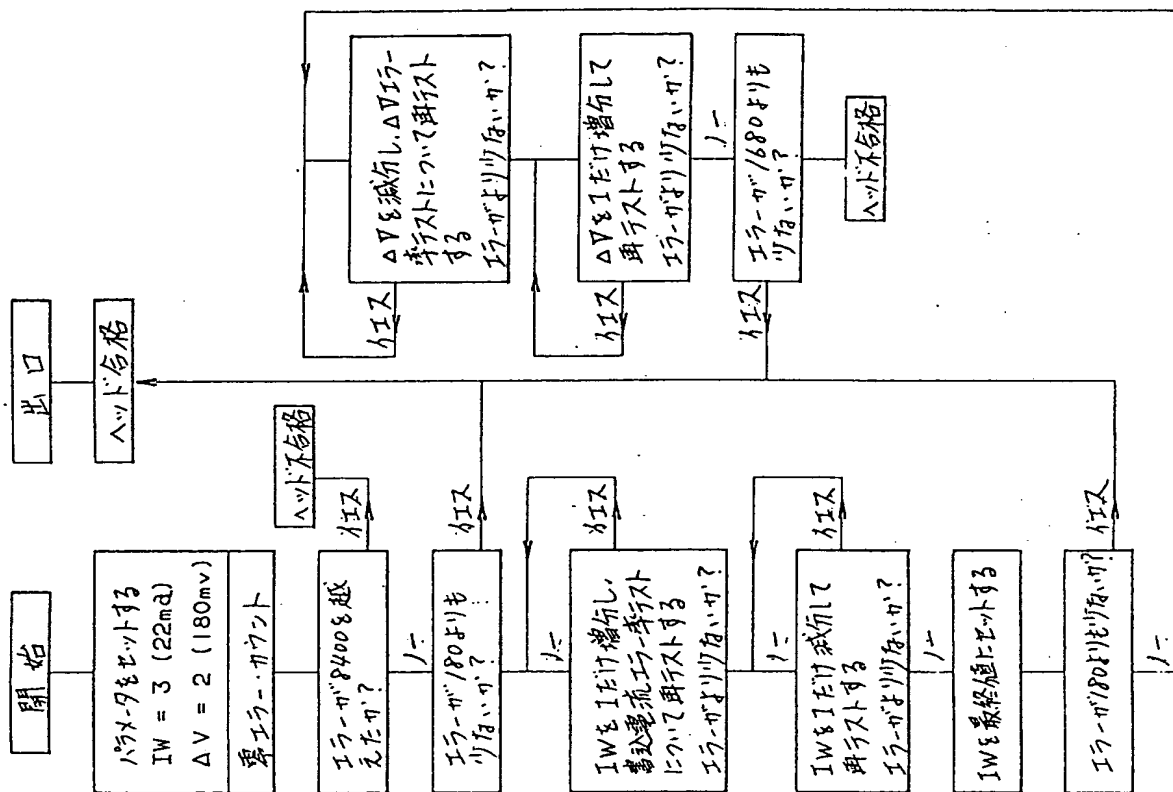 開始
パラメータをセットする
IW = 3 (22ma)
ΔV = 2 (180mv)
零エラー・カウント
エラーが8400を越
えたか?
イエス
ヘッド不合格
ノー
エラーが180よりも
少ないか?
イエス
ノー
IWを1だけ増分し、
書込電流エラー率テスト
について再テストする
エラーがより少ないか?
イエス
ノー
IWを1だけ減分して
再テストする
エラーがより少ないか?
イエス
ノー
IWを最終値にセットする
エラーが180よりも少ないか?
イエス
ノー
出口
ヘッド合格
ΔVを減分し、ΔVエラー
率テストについて再テスト
する
エラーがより少ないか?
イエス
ΔVを1だけ増分して
再テストする
エラーがより少ないか?
イエス
ノー
エラーが1680よりも
少ないか?
イエス
ヘッド不合格